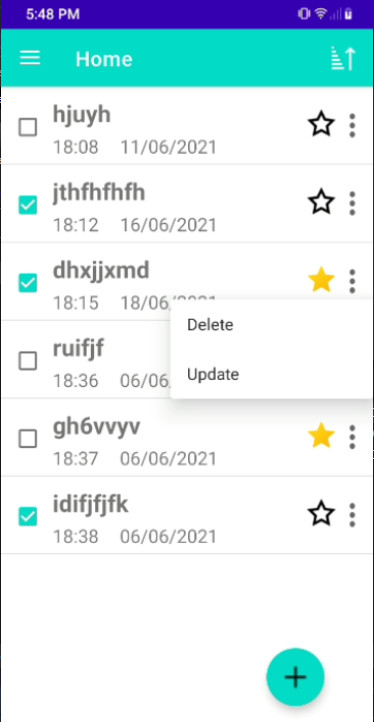 5:48 PM
Home
hjuyh
18:08 11/06/2021
jthfhfhfh
18:12 16/06/2021
dhxjjxmd
18:15 18/06/2021
Delete
ruifjf
Update
18:36 06/06/
gh6vvyv
18:37 06/06/2021
idifjfjfk
18:38 06/06/2021